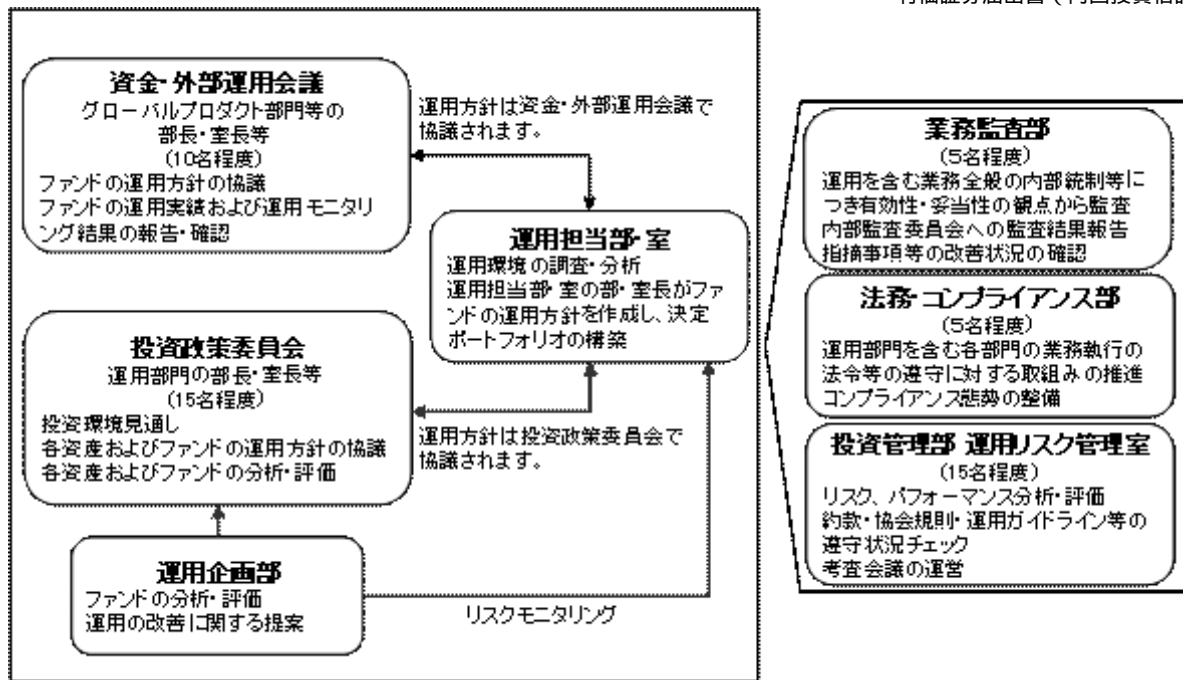 有価証券届出書(内国投資信託
資金・外部運用会議
グローバルプロダクト部門等の
部長・室長等
(10名程度)
ファンドの運用方針の協議
ファンドの運用実績および運用モニタリ
ング結果の報告・確認
運用方針は資金・外部運用会議で
協議されます。
運用担当部・室
運用環境の調査・分析
運用担当部・室の部・室長がファ
ンドの運用方針を作成し、決定
ポートフォリオの構築
投資政策委員会
運用部門の部長・室長等
(15名程度)
投資環境見通し
各資産およびファンドの運用方針の協議
各資産およびファンドの分析・評価
運用方針は投資政策委員会で
協議されます。
運用企画部
ファンドの分析・評価
運用の改善に関する提案
リスクモニタリング
業務監査部
(5名程度)
運用を含む業務全般の内部統制等に
つき有効性・妥当性の観点から監査
内部監査委員会への監査結果報告
指摘事項等の改善状況の確認
法務・コンプライアンス部
(5名程度)
運用部門を含む各部門の業務執行の
法令等の遵守に対する取組みの推進
コンプライアンス態勢の整備
投資管理部 運用リスク管理室
(15名程度)
リスク、パフォーマンス分析・評価
約款・協会規則・運用ガイドライン等の
遵守状況チェック
考査会議の運営